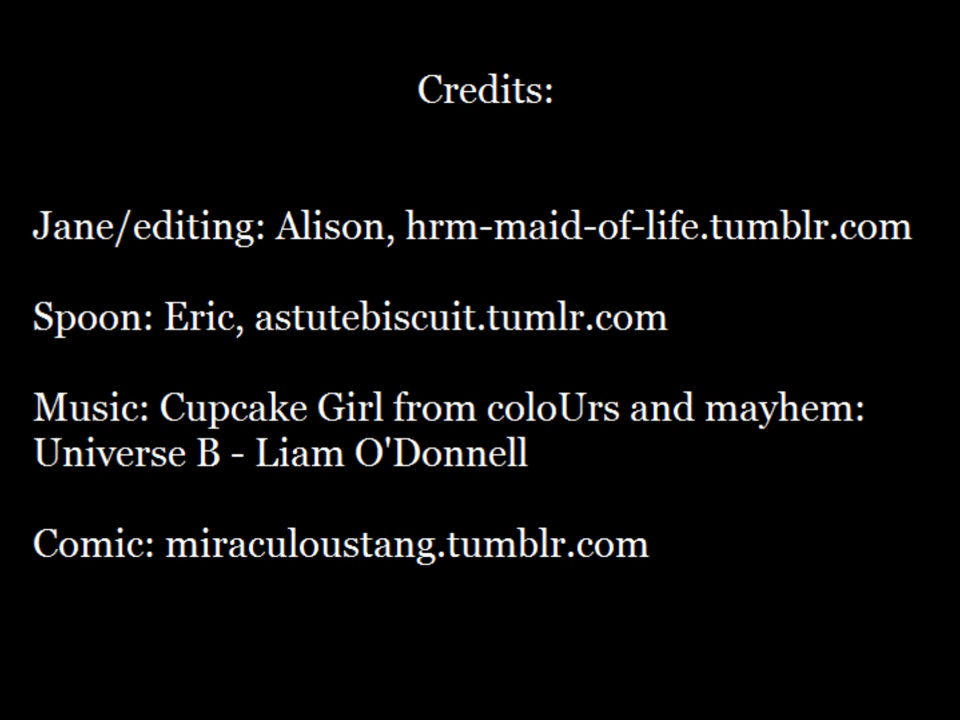 Credits:
Jane/editing: Alison, hrm-maid-of-life.tumblr.com
Spoon: Eric, astutebiscuit.tumlr.com
Music: Cupcake Girl from coloUrs and mayhem:
Universe B - Liam O'Donnell
Comic: miraculoustang.tumblr.com